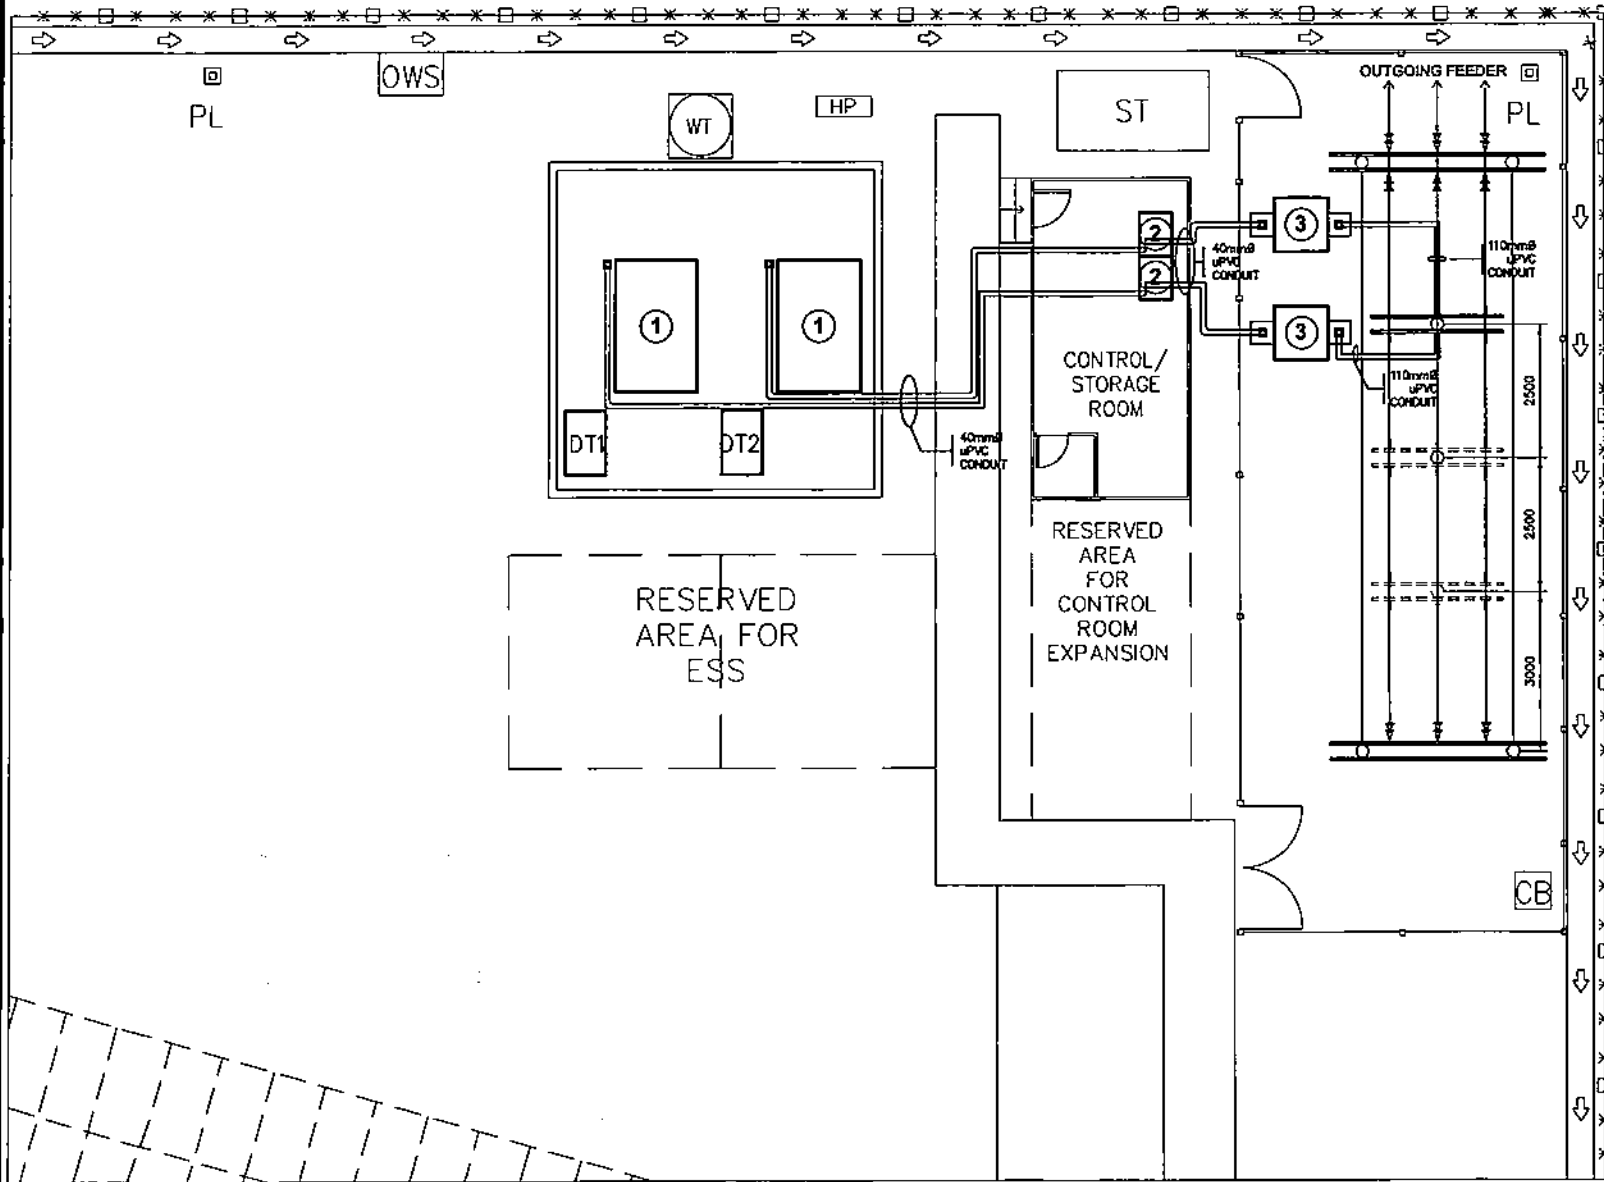 OUTGOING FEEDER
PL
OWS
PL
WT
HP
ST
3
2
40mmØ
uPVC
CONDUIT
110mmØ
uPVC
CONDUIT
2
1
1
3
CONTROL/
STORAGE
ROOM
110mmØ
uPVC
CONDUIT
2500
DT1
DT2
40mmØ
uPVC
CONDUIT
2500
RESERVED
AREA
FOR
CONTROL
ROOM
EXPANSION
RESERVED
AREA FOR
ESS
3000
CB